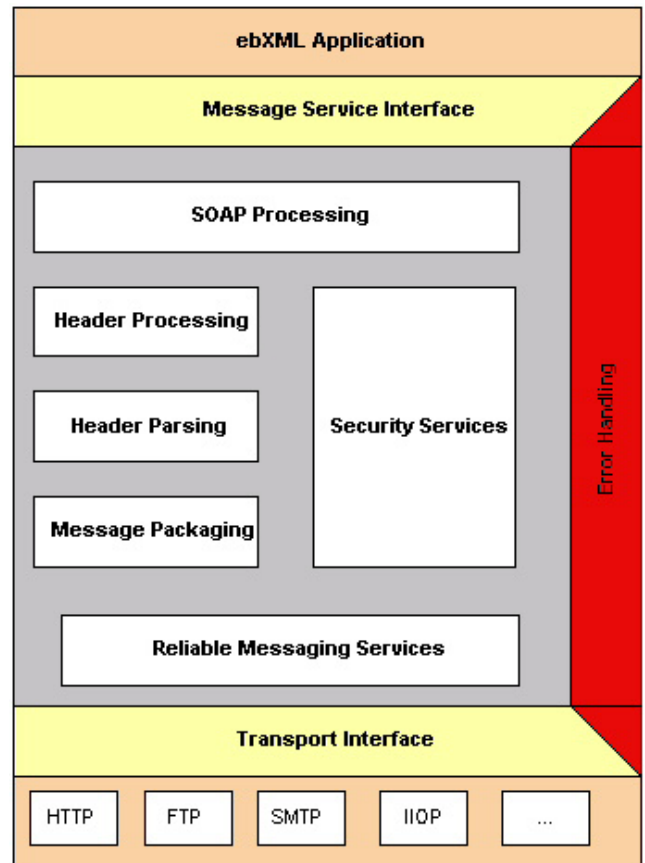 ebXML Application
Message Service Interface
SOAP Processing
Header Processing
Header Parsing
Security Services
Message Packaging
Reliable Messaging Services
Error Handling
Transport Interface
HTTP
FTP
SMTP
IIOP
...